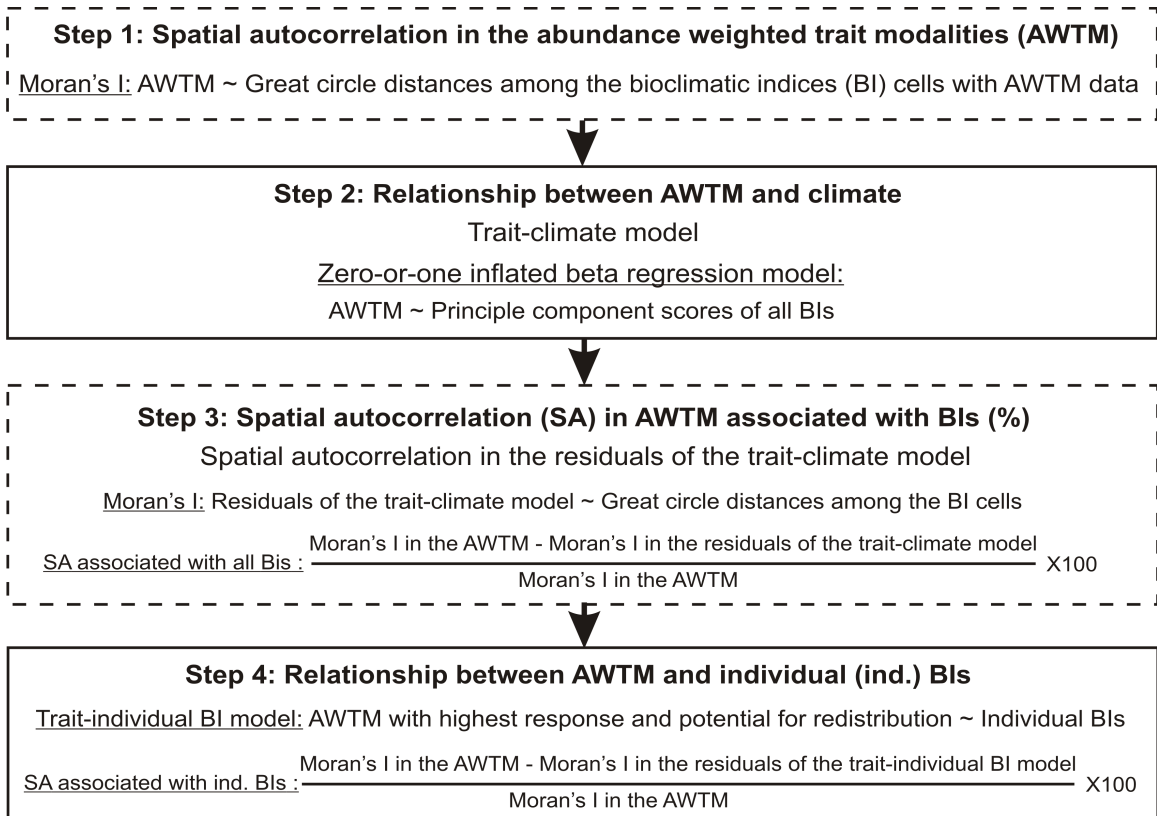 Step 1: Spatial autocorrelation in the abundance weighted trait modalities (AWTM)
Moran's I: AWTM ~ Great circle distances among the bioclimatic indices (BI) cells with AWTM data
Step 2: Relationship between AWTM and climate
Trait-climate model
Zero-or-one inflated beta regression model:
AWTM ~ Principle component scores of all BIs
Step 3: Spatial autocorrelation (SA) in AWTM associated with BIs (%)
Spatial autocorrelation in the residuals of the trait-climate model
Moran's I: Residuals of the trait-climate model ~ Great circle distances among the BI cells
Moran's I in the AWTM - Moran's I in the residuals of the trait-climate model
SA associated with all Bis : X100
Moran's I in the AWTM
Step 4: Relationship between AWTM and individual (ind.) BIs
Trait-individual BI model: AWTM with highest response and potential for redistribution ~ Individual BIs
Moran's I in the AWTM - Moran's I in the residuals of the trait-individual BI model
SA associated with ind. BIs : X100
Moran's I in the AWTM